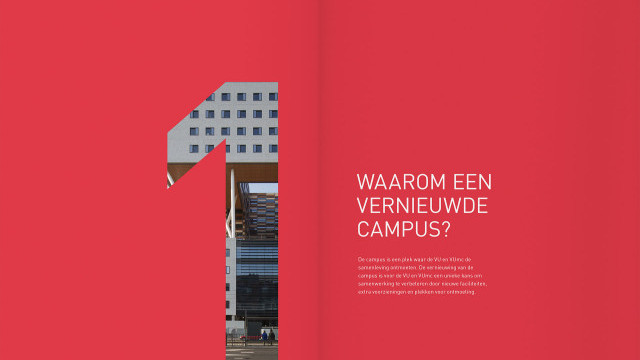 1
WAAROM EEN
VERNIEUWDE
CAMPUS?
De campus is een plek waar de VU en VUmc de
samenleving ontmoeten. De vernieuwing van de
campus is voor de VU en VUmc een unieke kans om
samenwerking te verbeteren door nieuwe faciliteiten,
extra voorzieningen en plekken voor ontmoeting.